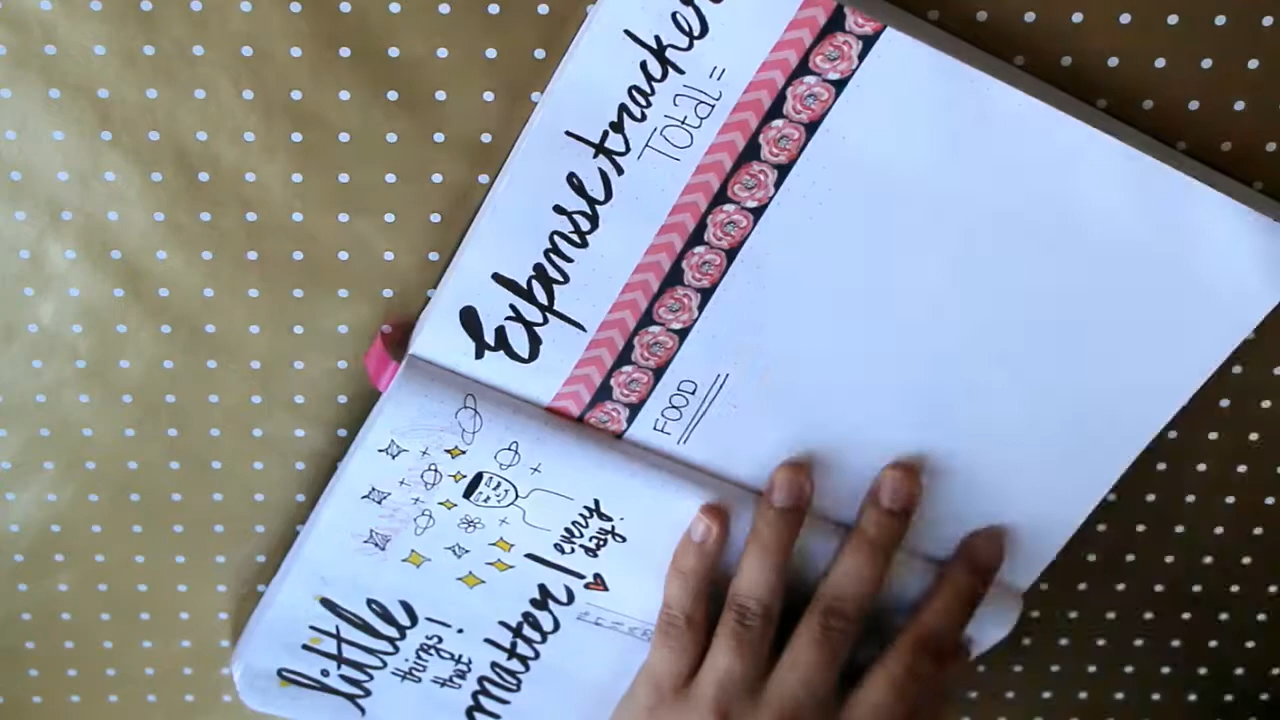 Expense tracker
Total =
FOOD
little
things!
that
matter!
every
day!